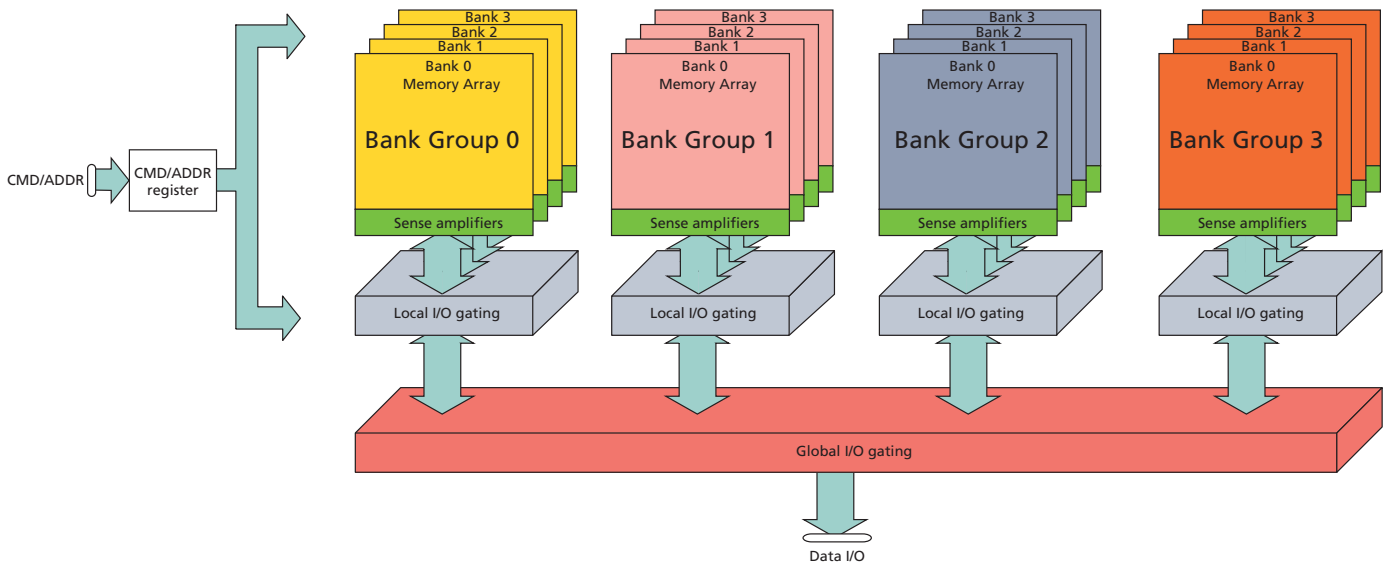 Bank 3
Bank 2
Bank 1
Bank 0
Memory Array
Bank Group 0
Sense amplifiers
Local I/O gating
Bank 3
Bank 2
Bank 1
Bank 0
Memory Array
Bank Group 1
Sense amplifiers
Local I/O gating
Bank 3
Bank 2
Bank 1
Bank 0
Memory Array
Bank Group 2
Sense amplifiers
Local I/O gating
Bank 3
Bank 2
Bank 1
Bank 0
Memory Array
Bank Group 3
Sense amplifiers
Local I/O gating
CMD/ADDR
CMD/ADDR
register
Global I/O gating
Data I/O